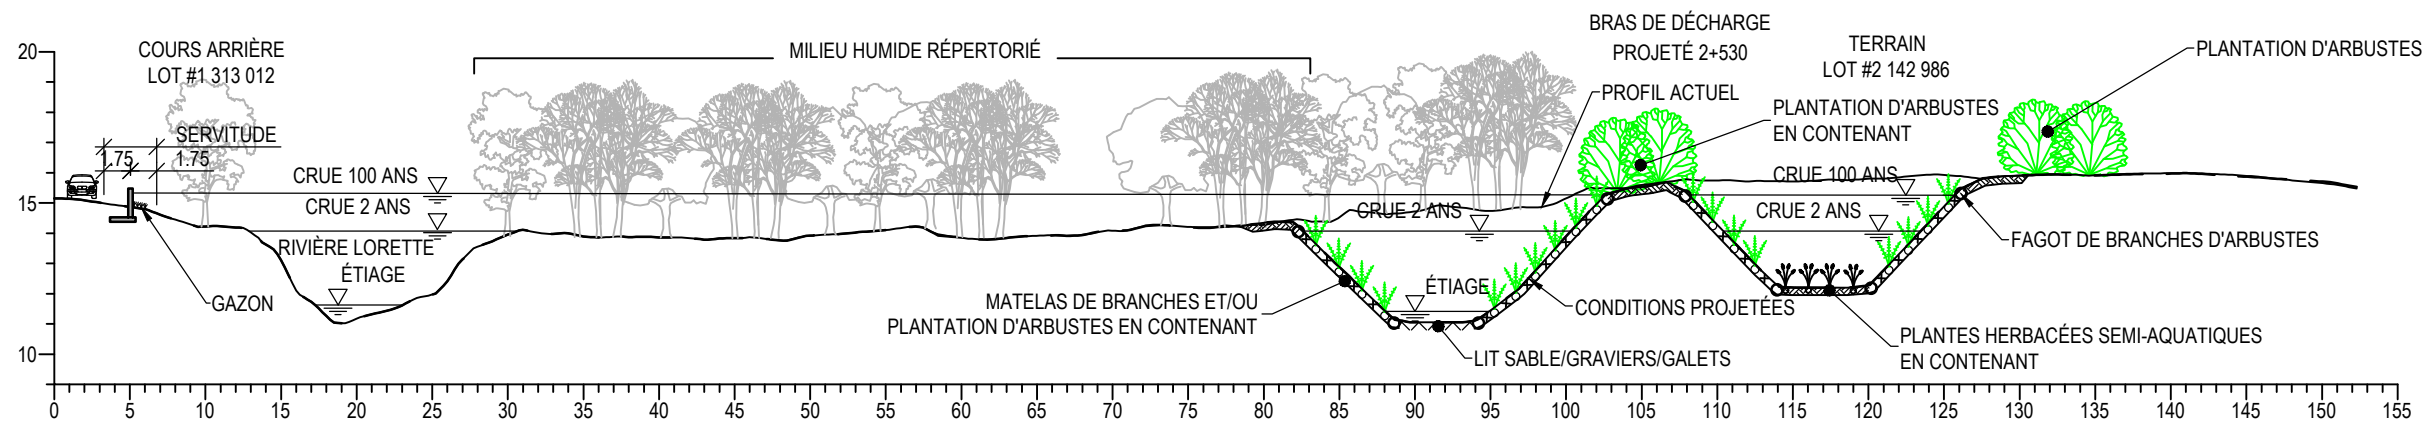 20
15
10
COURS ARRIÈRE
LOT #1 313 012
SERVITUDE
1.75
1.75
CRUE 100 ANS
CRUE 2 ANS
RIVIÈRE LORETTE
ÉTIAGE
GAZON
MILIEU HUMIDE RÉPERTORIÉ
BRAS DE DÉCHARGE
PROJETÉ 2+530
PROFIL ACTUEL
CRUE 2 ANS
ÉTIAGE
MATELAS DE BRANCHES ET/OU
PLANTATION D'ARBUSTES EN CONTENANT
CONDITIONS PROJETÉES
LIT SABLE/GRAVIERS/GALETS
TERRAIN
LOT #2 142 986
PLANTATION D'ARBUSTES
EN CONTENANT
PLANTATION D'ARBUSTES
CRUE 100 ANS
CRUE 2 ANS
FAGOT DE BRANCHES D'ARBUSTES
PLANTES HERBACÉES SEMI-AQUATIQUES
EN CONTENANT
0 5 10 15 20 25 30 35 40 45 50 55 60 65 70 75 80 85 90 95 100 105 110 115 120 125 130 135 140 145 150 155